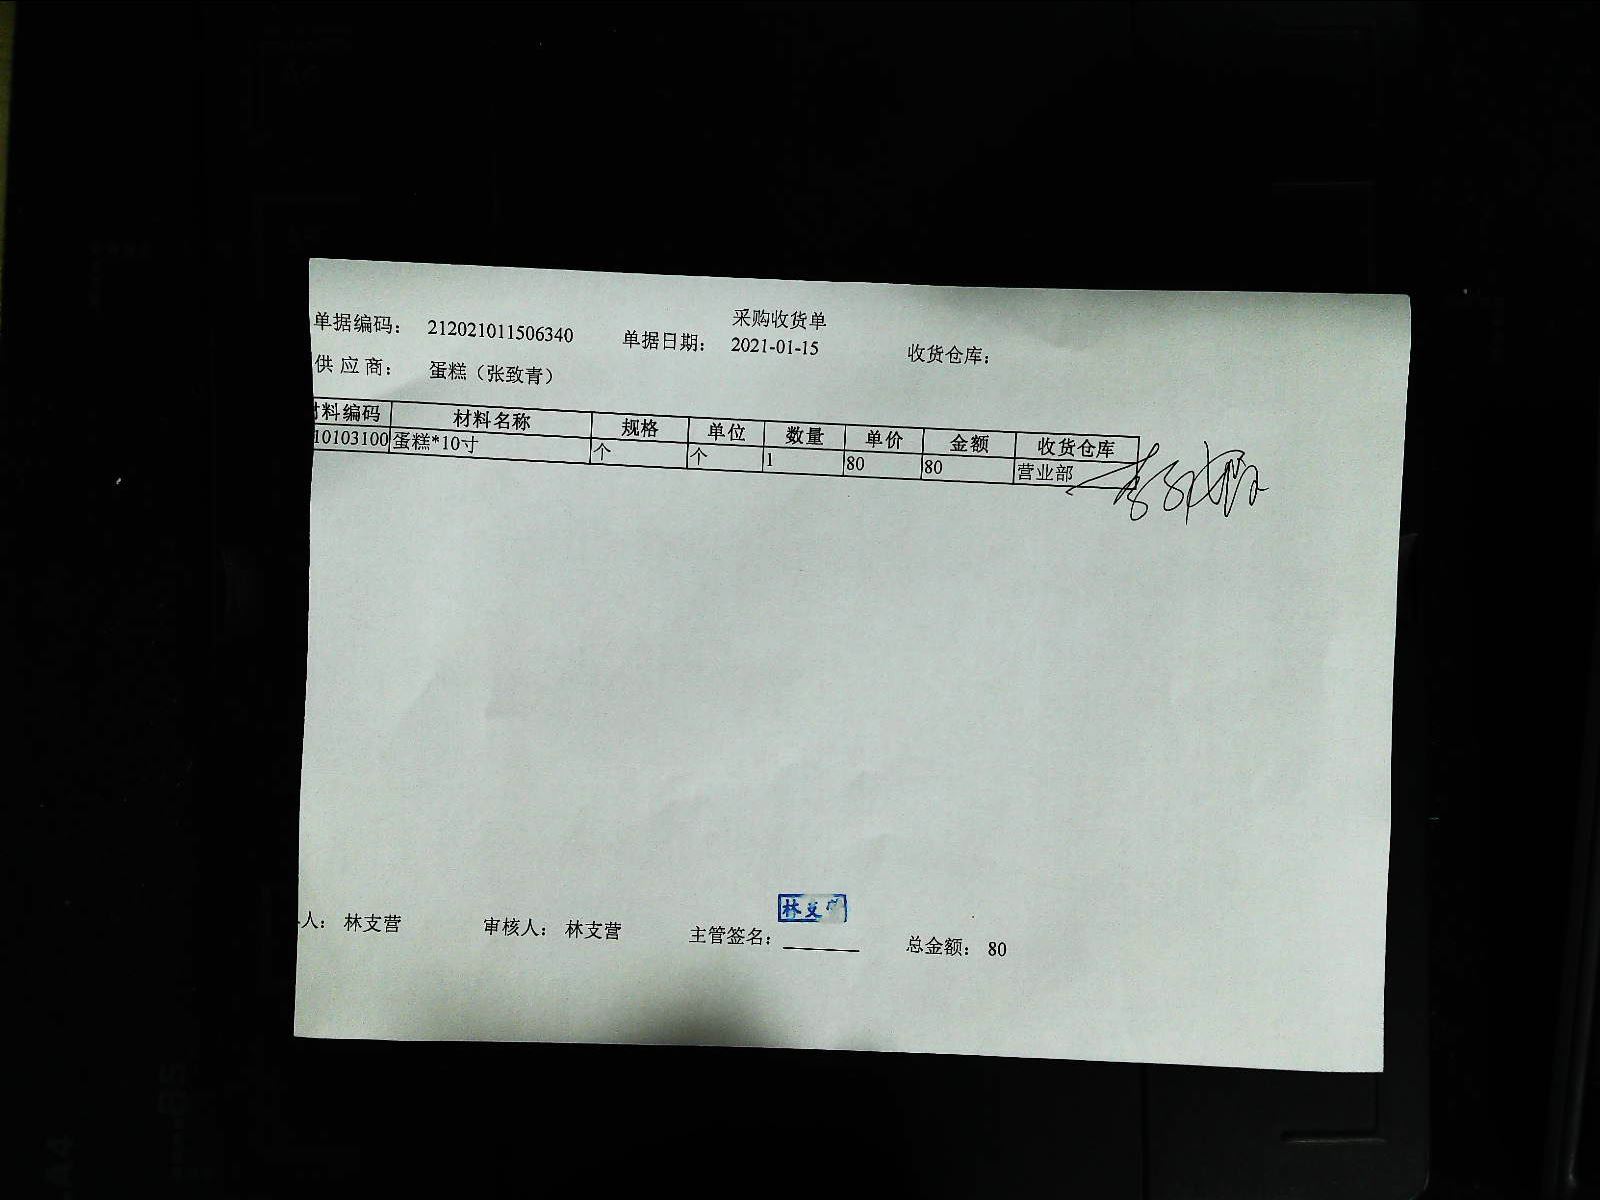 采购收货单
单据编码： 212021011506340 单据日期： 2021-01-15 收货仓库：
供 应 商： 蛋糕（张致青）
材料编码 材料名称 规格 单位 数量 单价 金额 收货仓库
10103100 蛋糕*10寸 个 个 1 80 80 营业部
林支
人： 林支营 审核人： 林支营 主管签名： 总金额： 80